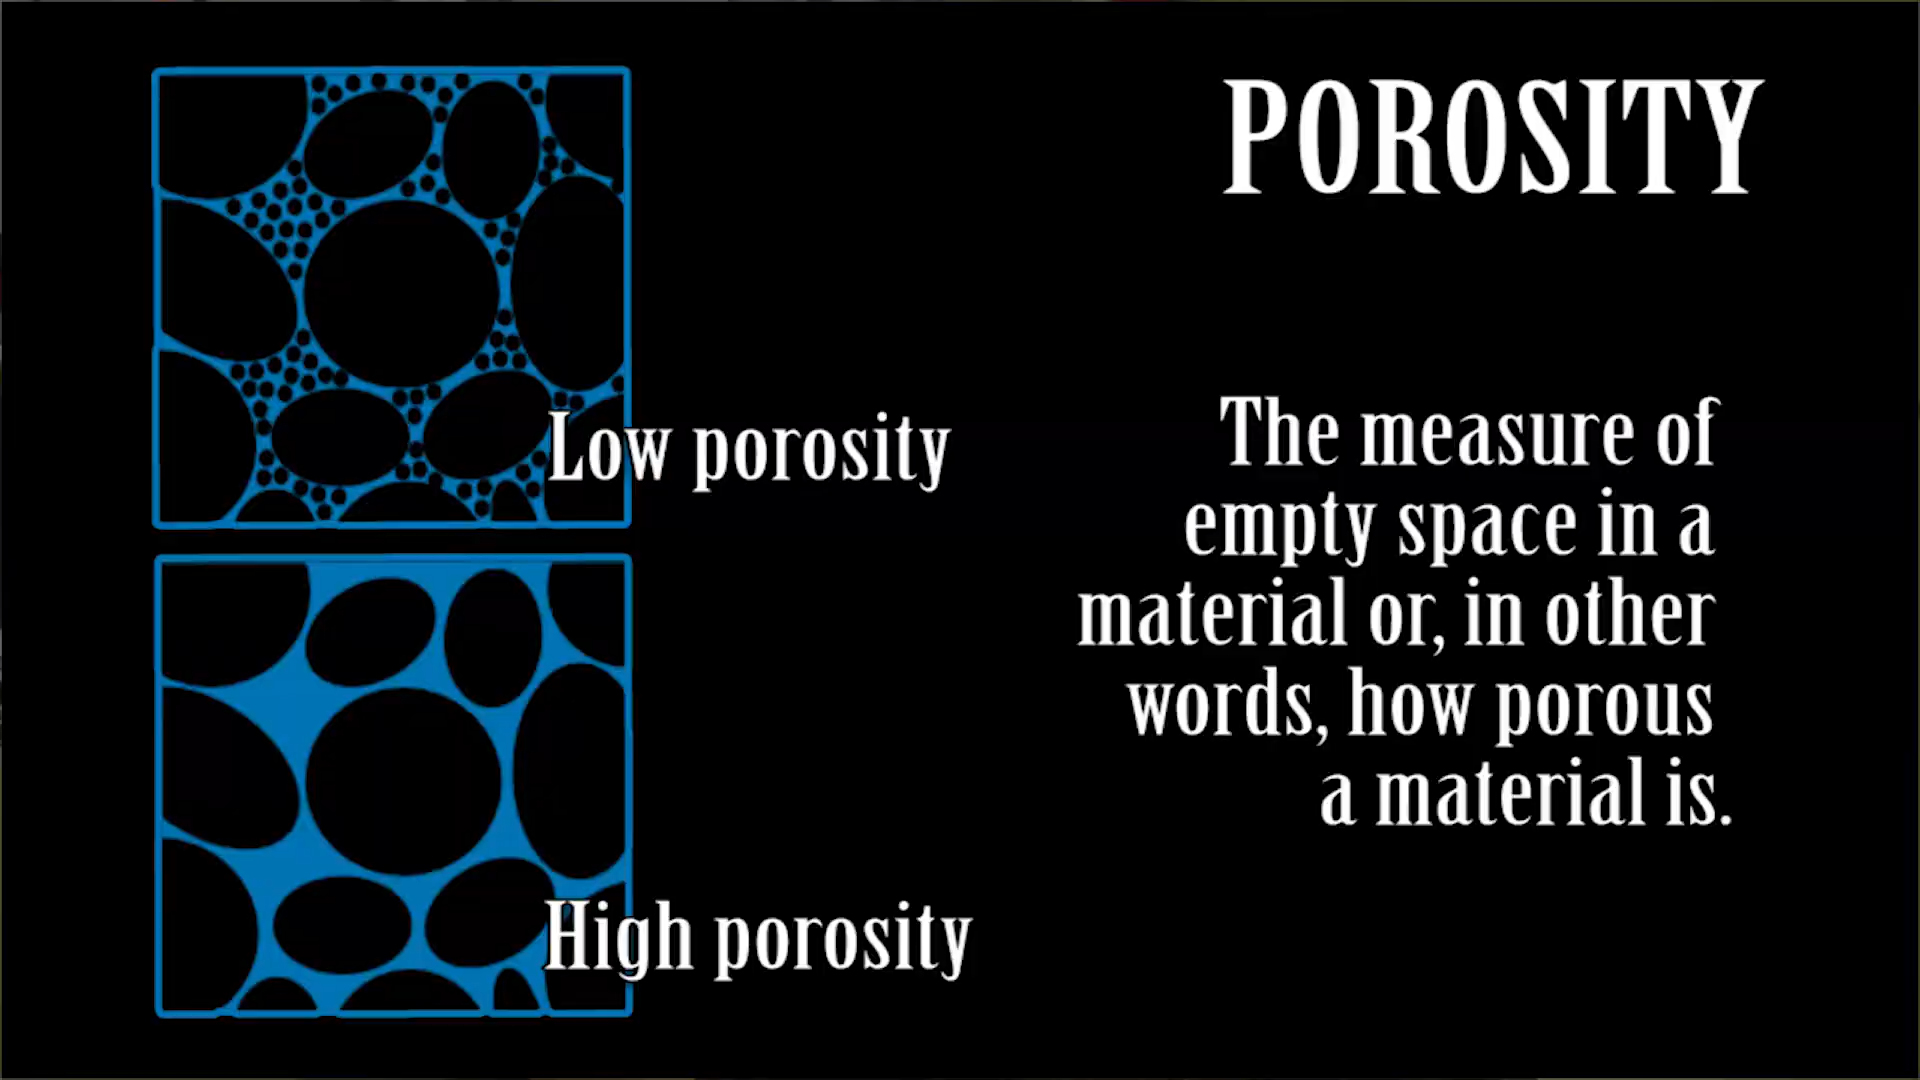 POROSITY
Low porosity
The measure of
empty space in a
material or, in other
words, how porous
a material is.
High porosity